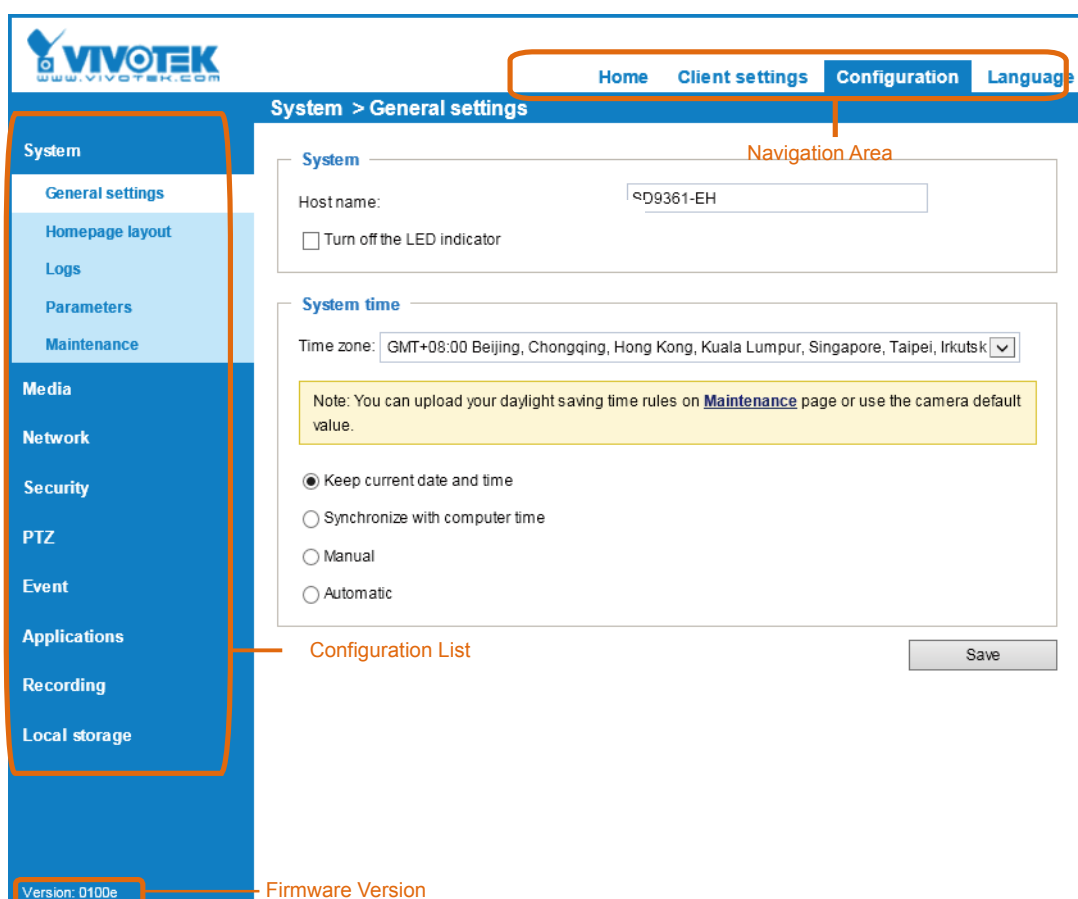 VIVOTEK
www.vivotek.com
Home Client settings Configuration Language
System > General settings
Navigation Area
System
General settings
Homepage layout
Logs
Parameters
Maintenance
Media
Network
Security
PTZ
Event
Applications
Recording
Local storage
Version: 0100e
System
Host name: SD9361-EH
Turn off the LED indicator
System time
Time zone: GMT+08:00 Beijing, Chongqing, Hong Kong, Kuala Lumpur, Singapore, Taipei, Irkutsk
Note: You can upload your daylight saving time rules on Maintenance page or use the camera default
value.
Keep current date and time
Synchronize with computer time
Manual
Automatic
Configuration List
Save
Firmware Version